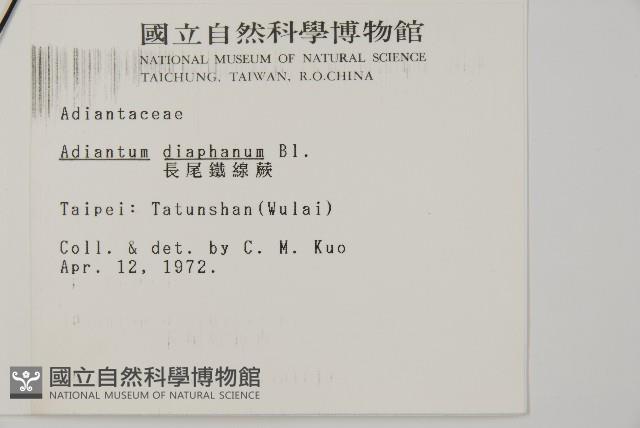 國立自然科學博物館
NATIONAL MUSEUM OF NATURAL SCIENCE
TAICHUNG, TAIWAN, R.O.CHINA
Adiantaceae
Adiantum diaphanum Bl.
長尾鐵線蕨
Taipei: Tatunshan(Wulai)
Coll. & det. by C. M. Kuo
Apr. 12, 1972.
國立自然科學博物館
NATIONAL MUSEUM OF NATURAL SCIENCE